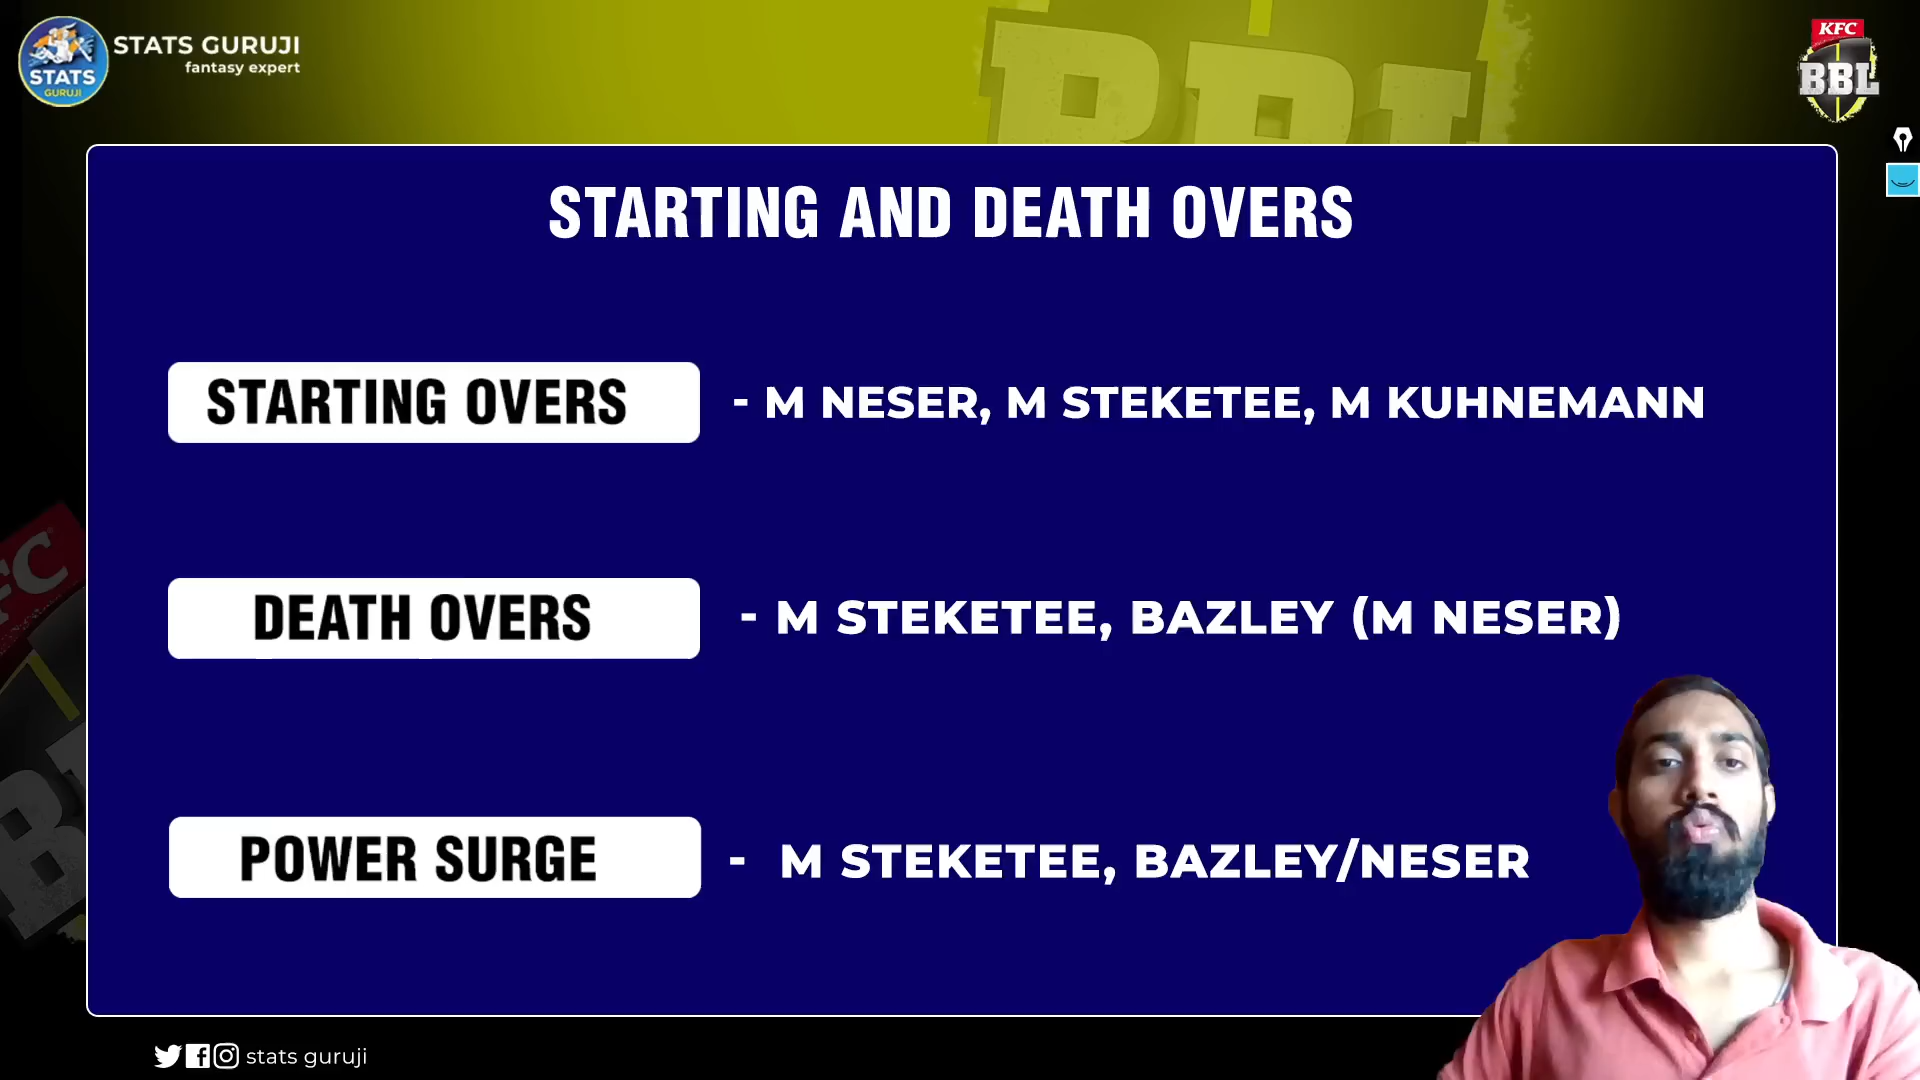 STATS GURUJI
fantasy expert
STATS
GURUJI
KFC
BBL
STARTING AND DEATH OVERS
STARTING OVERS - M NESER, M STEKETEE, M KUHNEMANN
DEATH OVERS - M STEKETEE, BAZLEY (M NESER)
POWER SURGE - M STEKETEE, BAZLEY/NESER
stats guruji